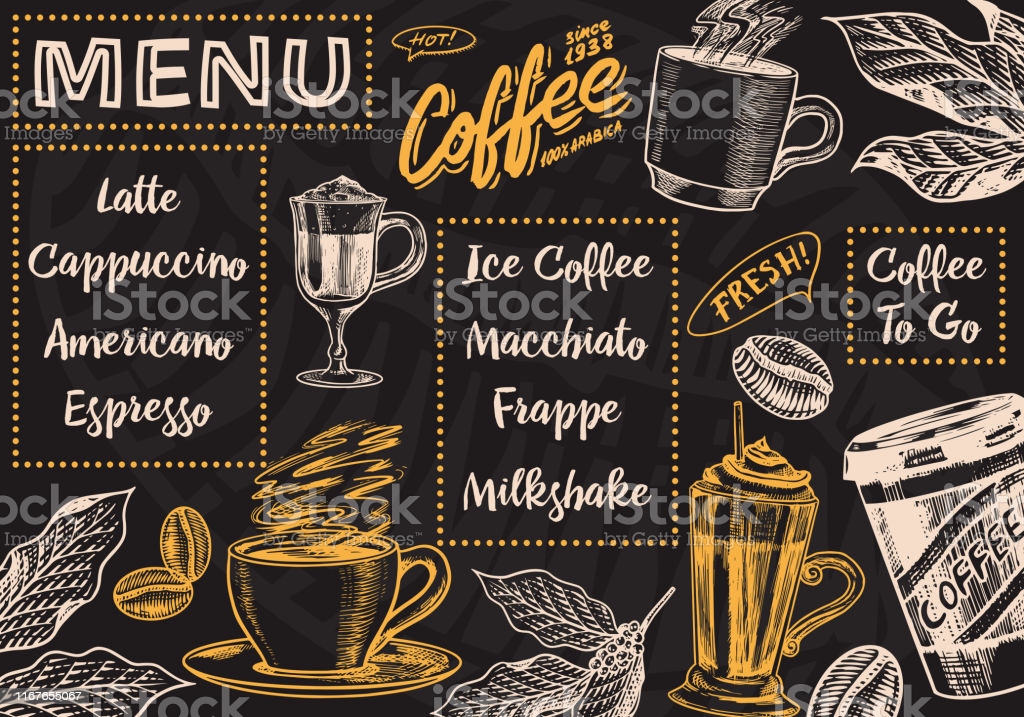 MENU
HOT!
since
1938
Coffee
100% ARABICA
Latte
Cappuccino
Americano
Espresso
Ice Coffee
Macchiato
Frappe
Milkshake
FRESH!
Coffee
To Go
COFFEE
iStock
by Getty Images
1167655067